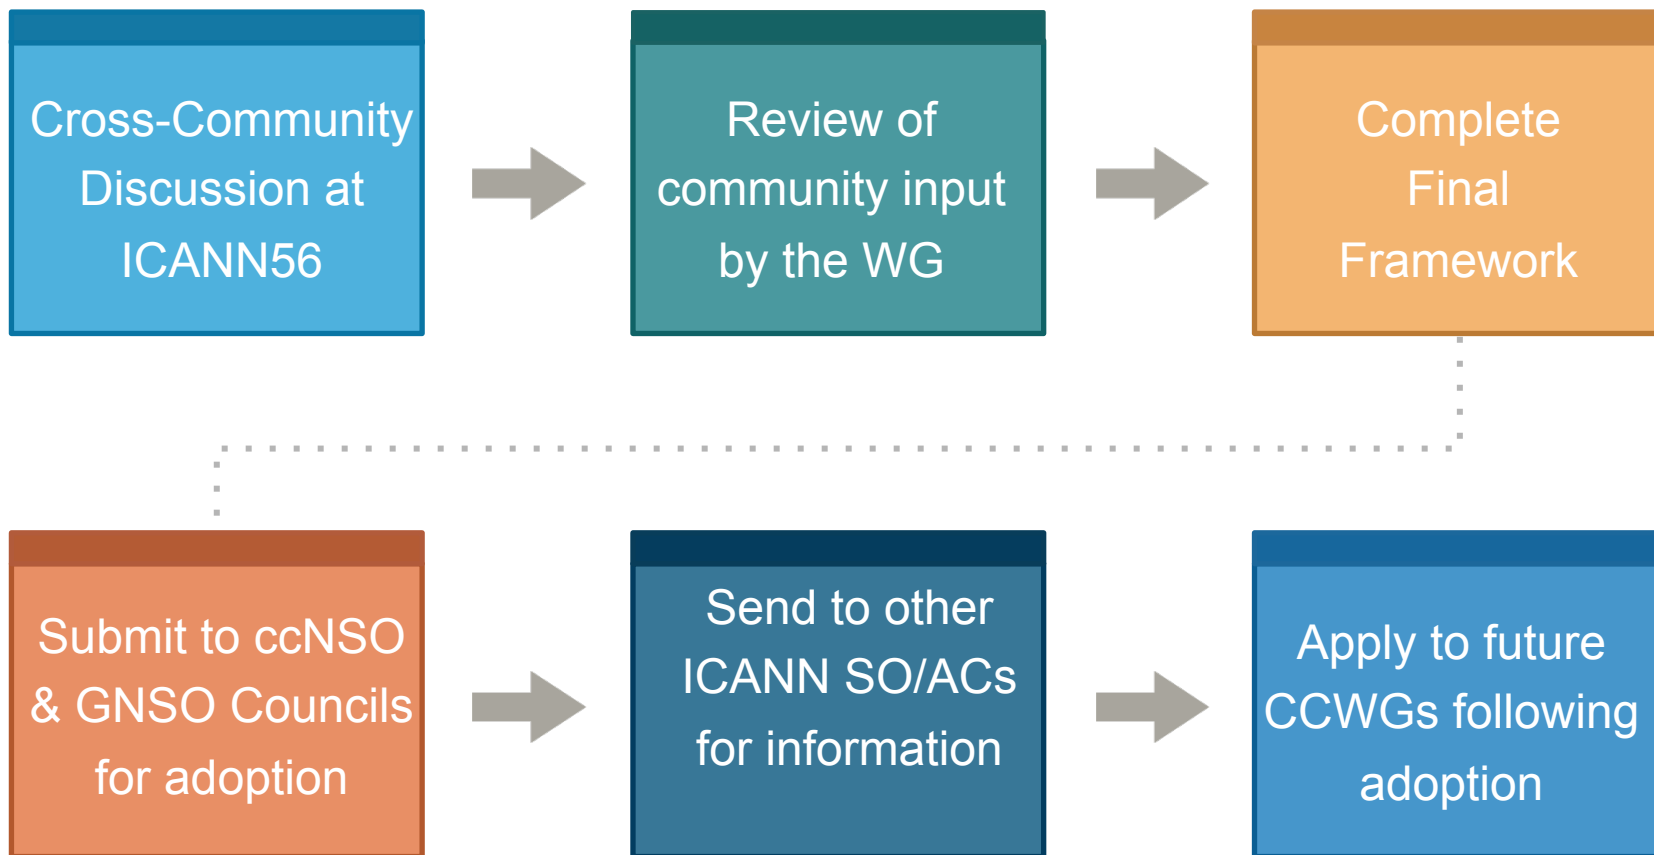 Cross-Community
Discussion at
ICANN56
Review of
community input
by the WG
Complete
Final
Framework
Submit to ccNSO
& GNSO Councils
for adoption
Send to other
ICANN SO/ACs
for information
Apply to future
CCWGs following
adoption